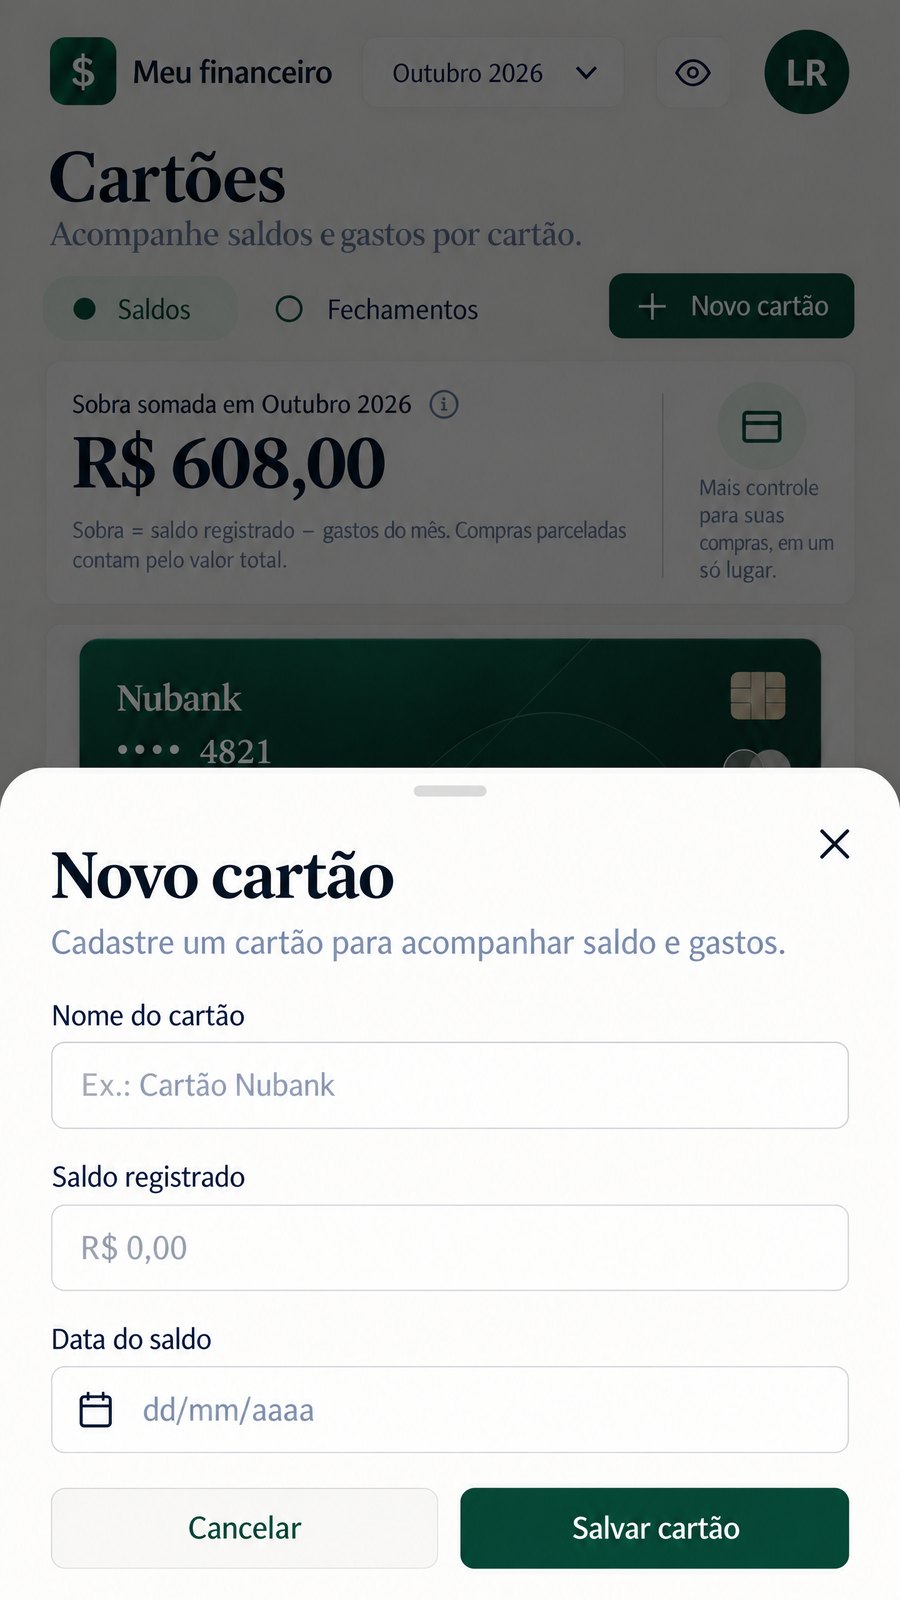 $ Meu financeiro
Outubro 2026
LR
Cartões
Acompanhe saldos e gastos por cartão.
Saldos
Fechamentos
Novo cartão
Sobra somada em Outubro 2026
R$ 608,00
Sobra = saldo registrado – gastos do mês. Compras parceladas
contam pelo valor total.
Mais controle
para suas
compras, em um
só lugar.
Nubank
•••• 4821
Novo cartão
Cadastre um cartão para acompanhar saldo e gastos.
Nome do cartão
Ex.: Cartão Nubank
Saldo registrado
R$ 0,00
Data do saldo
dd/mm/aaaa
Cancelar
Salvar cartão